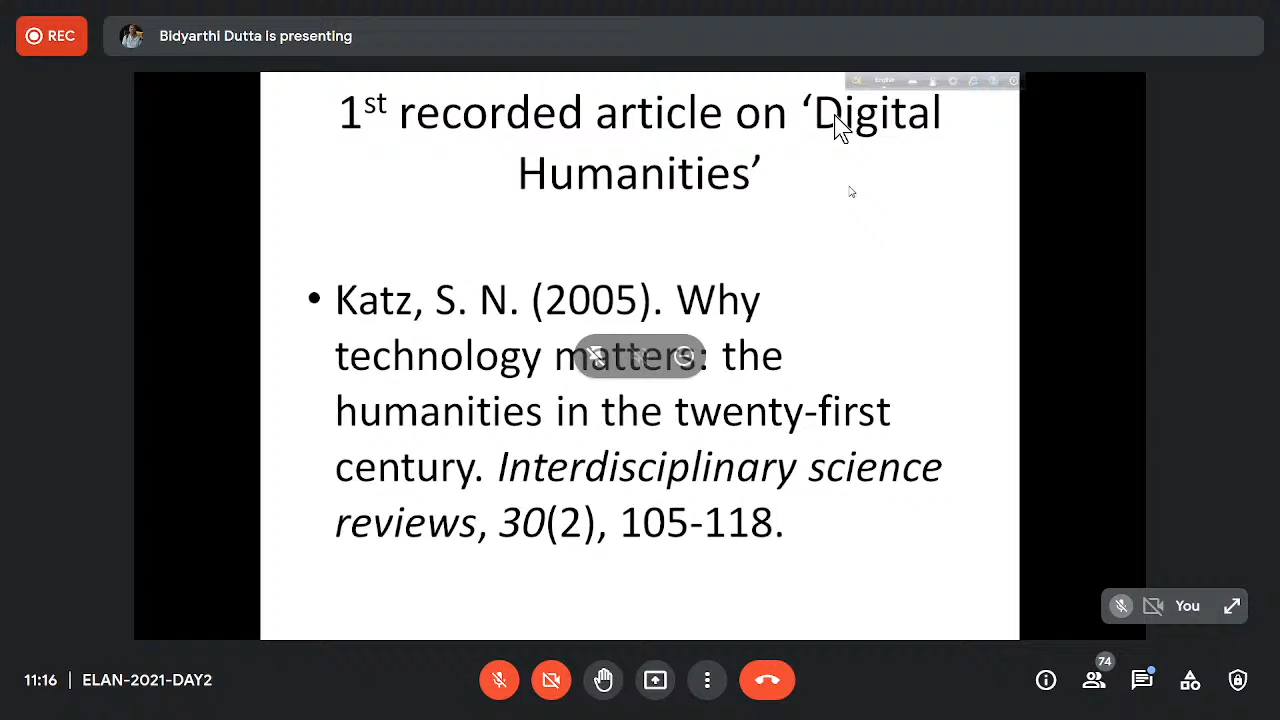 REC
Bidyarthi Dutta is presenting
English
1st recorded article on ‘Digital
Humanities’
• Katz, S. N. (2005). Why
technology matters: the
humanities in the twenty-first
century. Interdisciplinary science
reviews, 30(2), 105-118.
You
74
11:16 | ELAN-2021-DAY2